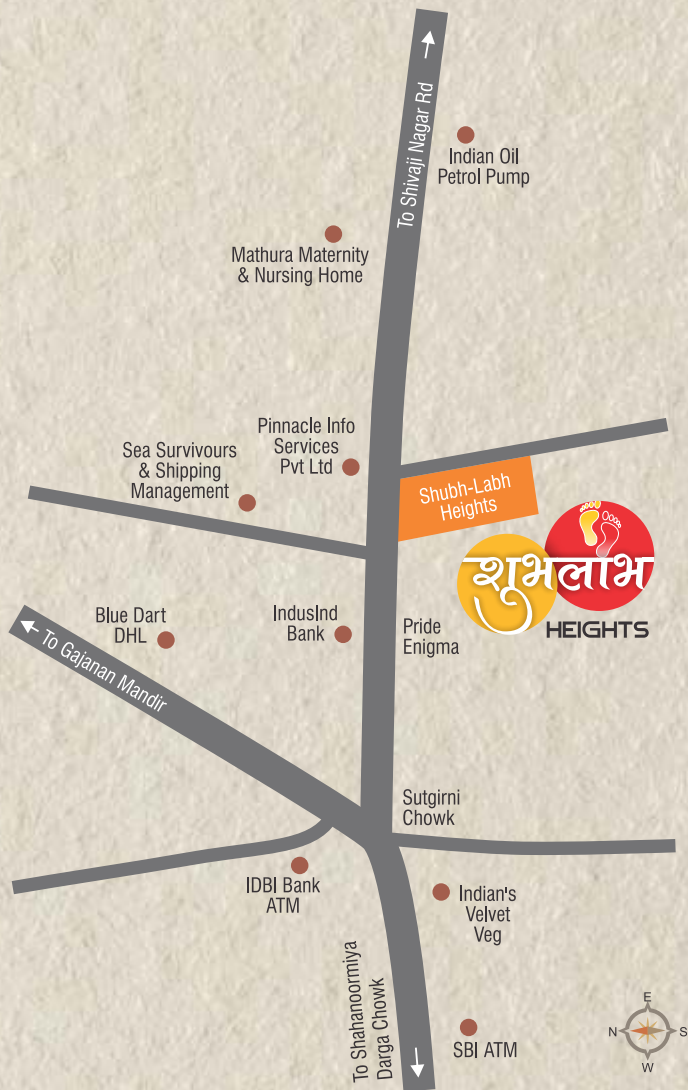 To Shivaji Nagar Rd
Indian Oil
Petrol Pump
Mathura Maternity
& Nursing Home
Pinnacle Info
Services
Pvt Ltd
Sea Survivours
& Shipping
Management
Shubh-Labh
Heights
शुभलाभ
HEIGHTS
Blue Dart
DHL
IndusInd
Bank
Pride
Enigma
To Gajanan Mandir
Sutgirni
Chowk
IDBI Bank
ATM
Indian's
Velvet
Veg
To Shahanoormiya
Darga Chowk
SBI ATM
E
N
S
W